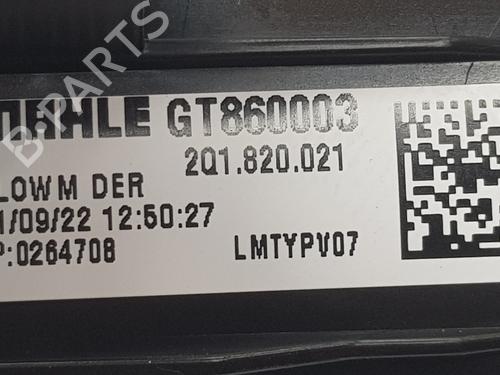 MAHLE GT860003
2Q1.820.021
LOWM DER
1/09/22 12:50:27
P:0264708 LMTYPV07
B-PARTS